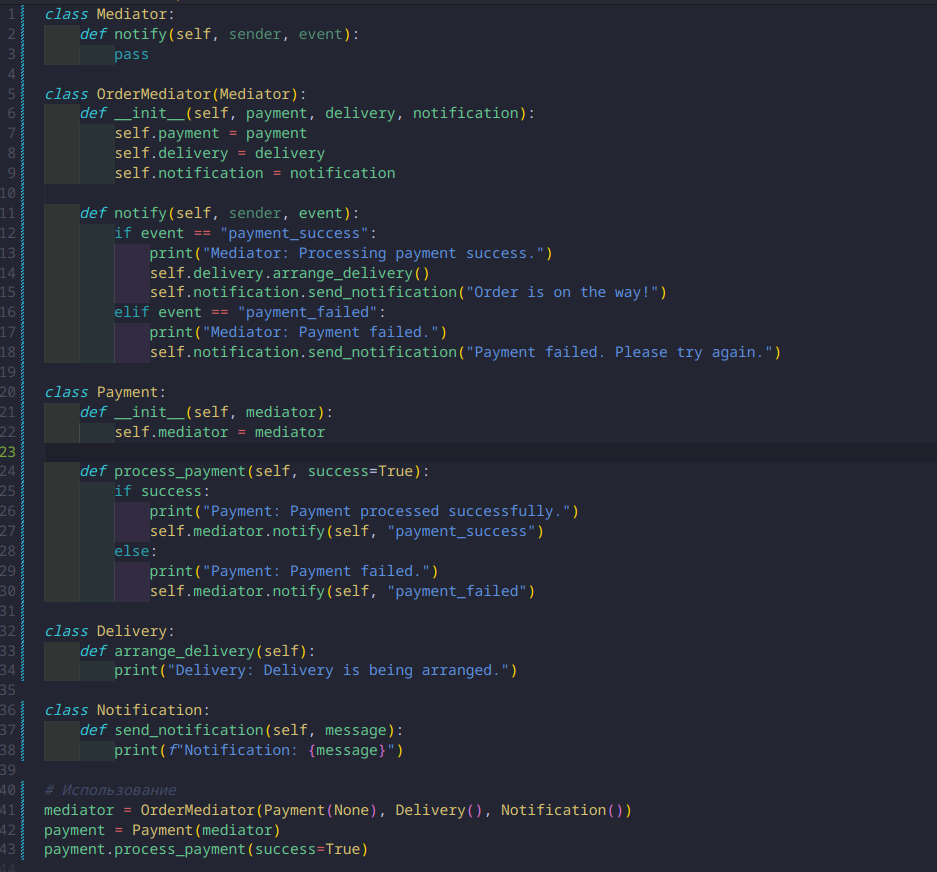 1 class Mediator:
2     def notify(self, sender, event):
3         pass
4
5 class OrderMediator(Mediator):
6     def __init__(self, payment, delivery, notification):
7         self.payment = payment
8         self.delivery = delivery
9         self.notification = notification
10
11     def notify(self, sender, event):
12         if event == "payment_success":
13             print("Mediator: Processing payment success.")
14             self.delivery.arrange_delivery()
15             self.notification.send_notification("Order is on the way!")
16         elif event == "payment_failed":
17             print("Mediator: Payment failed.")
18             self.notification.send_notification("Payment failed. Please try again.")
19
20 class Payment:
21     def __init__(self, mediator):
22         self.mediator = mediator
23
24     def process_payment(self, success=True):
25         if success:
26             print("Payment: Payment processed successfully.")
27             self.mediator.notify(self, "payment_success")
28         else:
29             print("Payment: Payment failed.")
30             self.mediator.notify(self, "payment_failed")
31
32 class Delivery:
33     def arrange_delivery(self):
34         print("Delivery: Delivery is being arranged.")
35
36 class Notification:
37     def send_notification(self, message):
38         print(f"Notification: {message}")
39
40 # Использование
41 mediator = OrderMediator(Payment(None), Delivery(), Notification())
42 payment = Payment(mediator)
43 payment.process_payment(success=True)